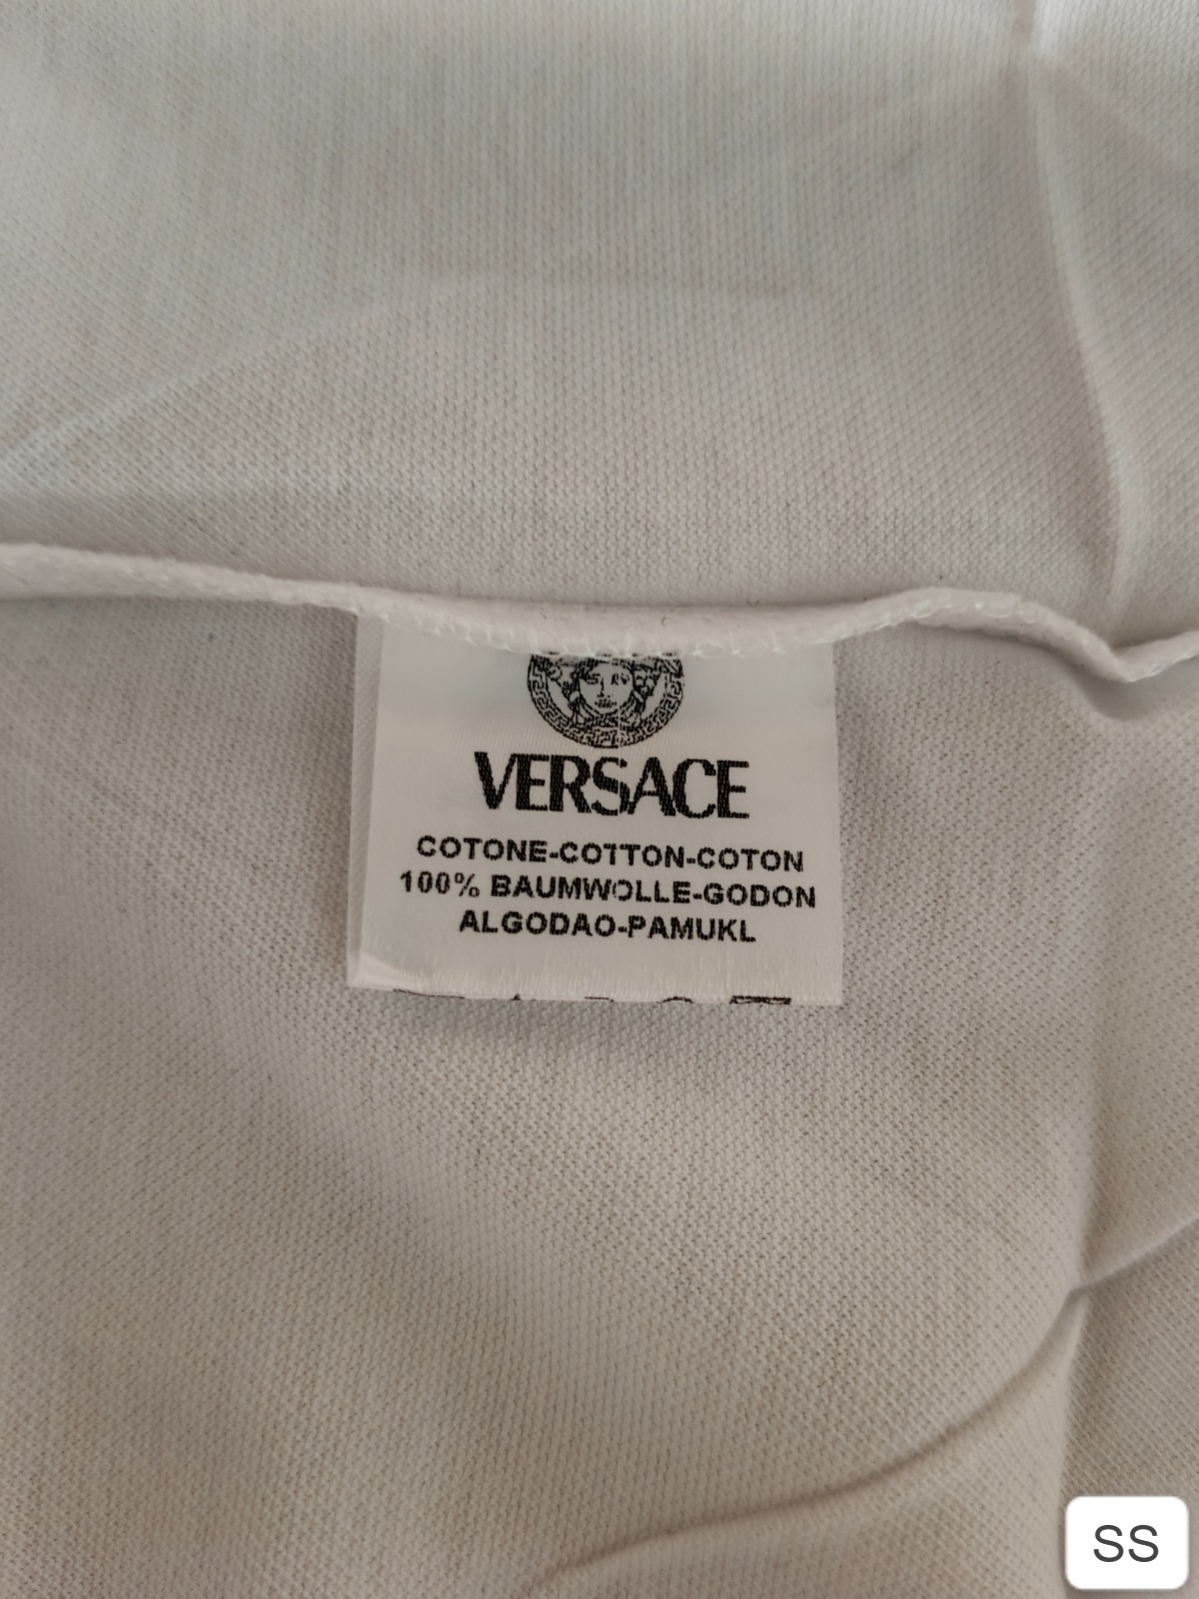 VERSACE
COTONE-COTTON-COTON
100% BAUMWOLLE-GODON
ALGODAO-PAMUKL
SS